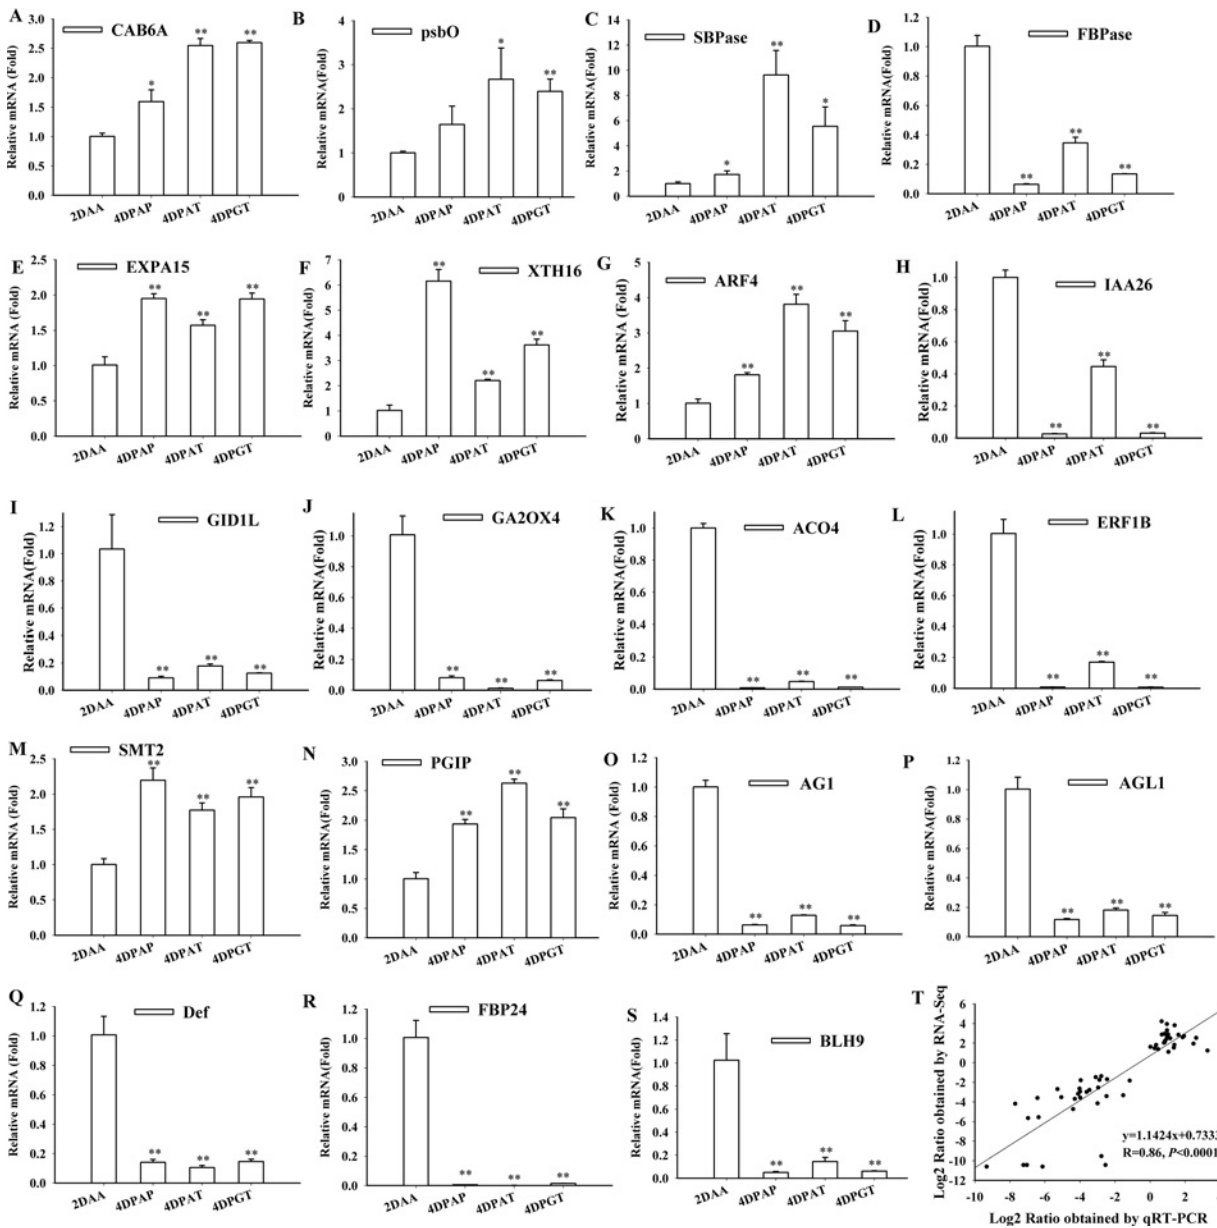 A
CAB6A
Relative mRNA (Fold)
3.0
2.5
2.0
1.5
1.0
0.5
0.0
*
**
**
2DAA
4DPAP
4DPAT
4DPGT
B
psbO
Relative mRNA(Fold)
4
3
2
1
0
*
**
2DAA
4DPAP
4DPAT
4DPGT
C
SBPase
Relative mRNA(Fold)
14
12
10
8
6
4
2
0
*
**
*
2DAA
4DPAP
4DPAT
4DPGT
D
FBPase
Relative mRNA(Fold)
1.2
1.0
0.8
0.6
0.4
0.2
0.0
**
**
**
2DAA
4DPAP
4DPAT
4DPGT
E
EXPA15
Relative mRNA (Fold)
2.5
2.0
1.5
1.0
0.5
0.0
**
**
**
2DAA
4DPAP
4DPAT
4DPGT
F
XTH16
Relative mRNA(Fold)
7
6
5
4
3
2
1
0
**
**
**
2DAA
4DPAP
4DPAT
4DPGT
G
ARF4
Relative mRNA (Fold)
5
4
3
2
1
0
**
**
**
2DAA
4DPAP
4DPAT
4DPGT
H
IAA26
Relative mRNA(Fold)
1.2
1.0
0.8
0.6
0.4
0.2
0.0
**
**
**
2DAA
4DPAP
4DPAT
4DPGT
I
GID1L
Relative mRNA(Fold)
1.2
1.0
0.8
0.6
0.4
0.2
0.0
**
**
**
2DAA
4DPAP
4DPAT
4DPGT
J
GA2OX4
Relative mRNA(Fold)
1.2
1.0
0.8
0.6
0.4
0.2
0.0
**
**
**
2DAA
4DPAP
4DPAT
4DPGT
K
ACO4
Relative mRNA(Fold)
1.2
1.0
0.8
0.6
0.4
0.2
0.0
**
**
**
2DAA
4DPAP
4DPAT
4DPGT
L
ERF1B
Relative mRNA(Fold)
1.2
1.0
0.8
0.6
0.4
0.2
0.0
**
**
**
2DAA
4DPAP
4DPAT
4DPGT
M
SMT2
Relative mRNA (Fold)
2.5
2.0
1.5
1.0
0.5
0.0
**
**
**
2DAA
4DPAP
4DPAT
4DPGT
N
PGIP
Relative mRNA(Fold)
3.0
2.5
2.0
1.5
1.0
0.5
0.0
**
**
**
2DAA
4DPAP
4DPAT
4DPGT
O
AG1
Relative mRNA (Fold)
1.2
1.0
0.8
0.6
0.4
0.2
0.0
**
**
**
2DAA
4DPAP
4DPAT
4DPGT
P
AGL1
Relative mRNA(Fold)
1.2
1.0
0.8
0.6
0.4
0.2
0.0
**
**
**
2DAA
4DPAP
4DPAT
4DPGT
Q
Def
Relative mRNA(Fold)
1.2
1.0
0.8
0.6
0.4
0.2
0.0
**
**
**
2DAA
4DPAP
4DPAT
4DPGT
R
FBP24
Relative mRNA(Fold)
1.2
1.0
0.8
0.6
0.4
0.2
0.0
**
**
**
2DAA
4DPAP
4DPAT
4DPGT
S
BLH9
Relative mRNA(Fold)
1.4
1.2
1.0
0.8
0.6
0.4
0.2
0.0
**
**
**
2DAA
4DPAP
4DPAT
4DPGT
T
Log2 Ratio obtained by RNA-Seq
6
4
2
0
-2
-4
-6
-8
-10
-12
y=1.1424x+0.7333
R=0.86, P<0.0001
-10
-8
-6
-4
-2
0
2
Log2 Ratio obtained by qRT-PCR